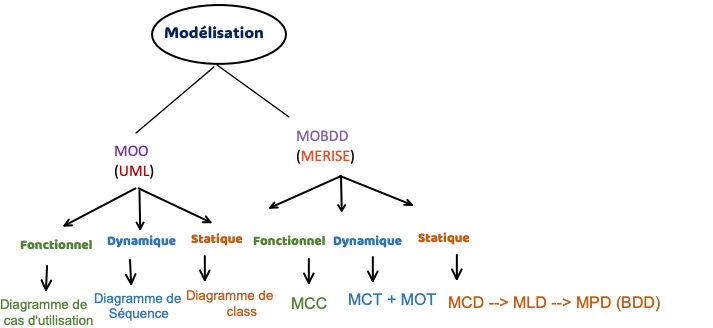 Modélisation
MOO
(UML)
MOBDD
(MERISE)
Fonctionnel
Dynamique
Statique
Fonctionnel
Dynamique
Statique
Diagramme de
cas d'utilisation
Diagramme de
Séquence
Diagramme de
class
MCC
MCT + MOT
MCD --> MLD --> MPD (BDD)